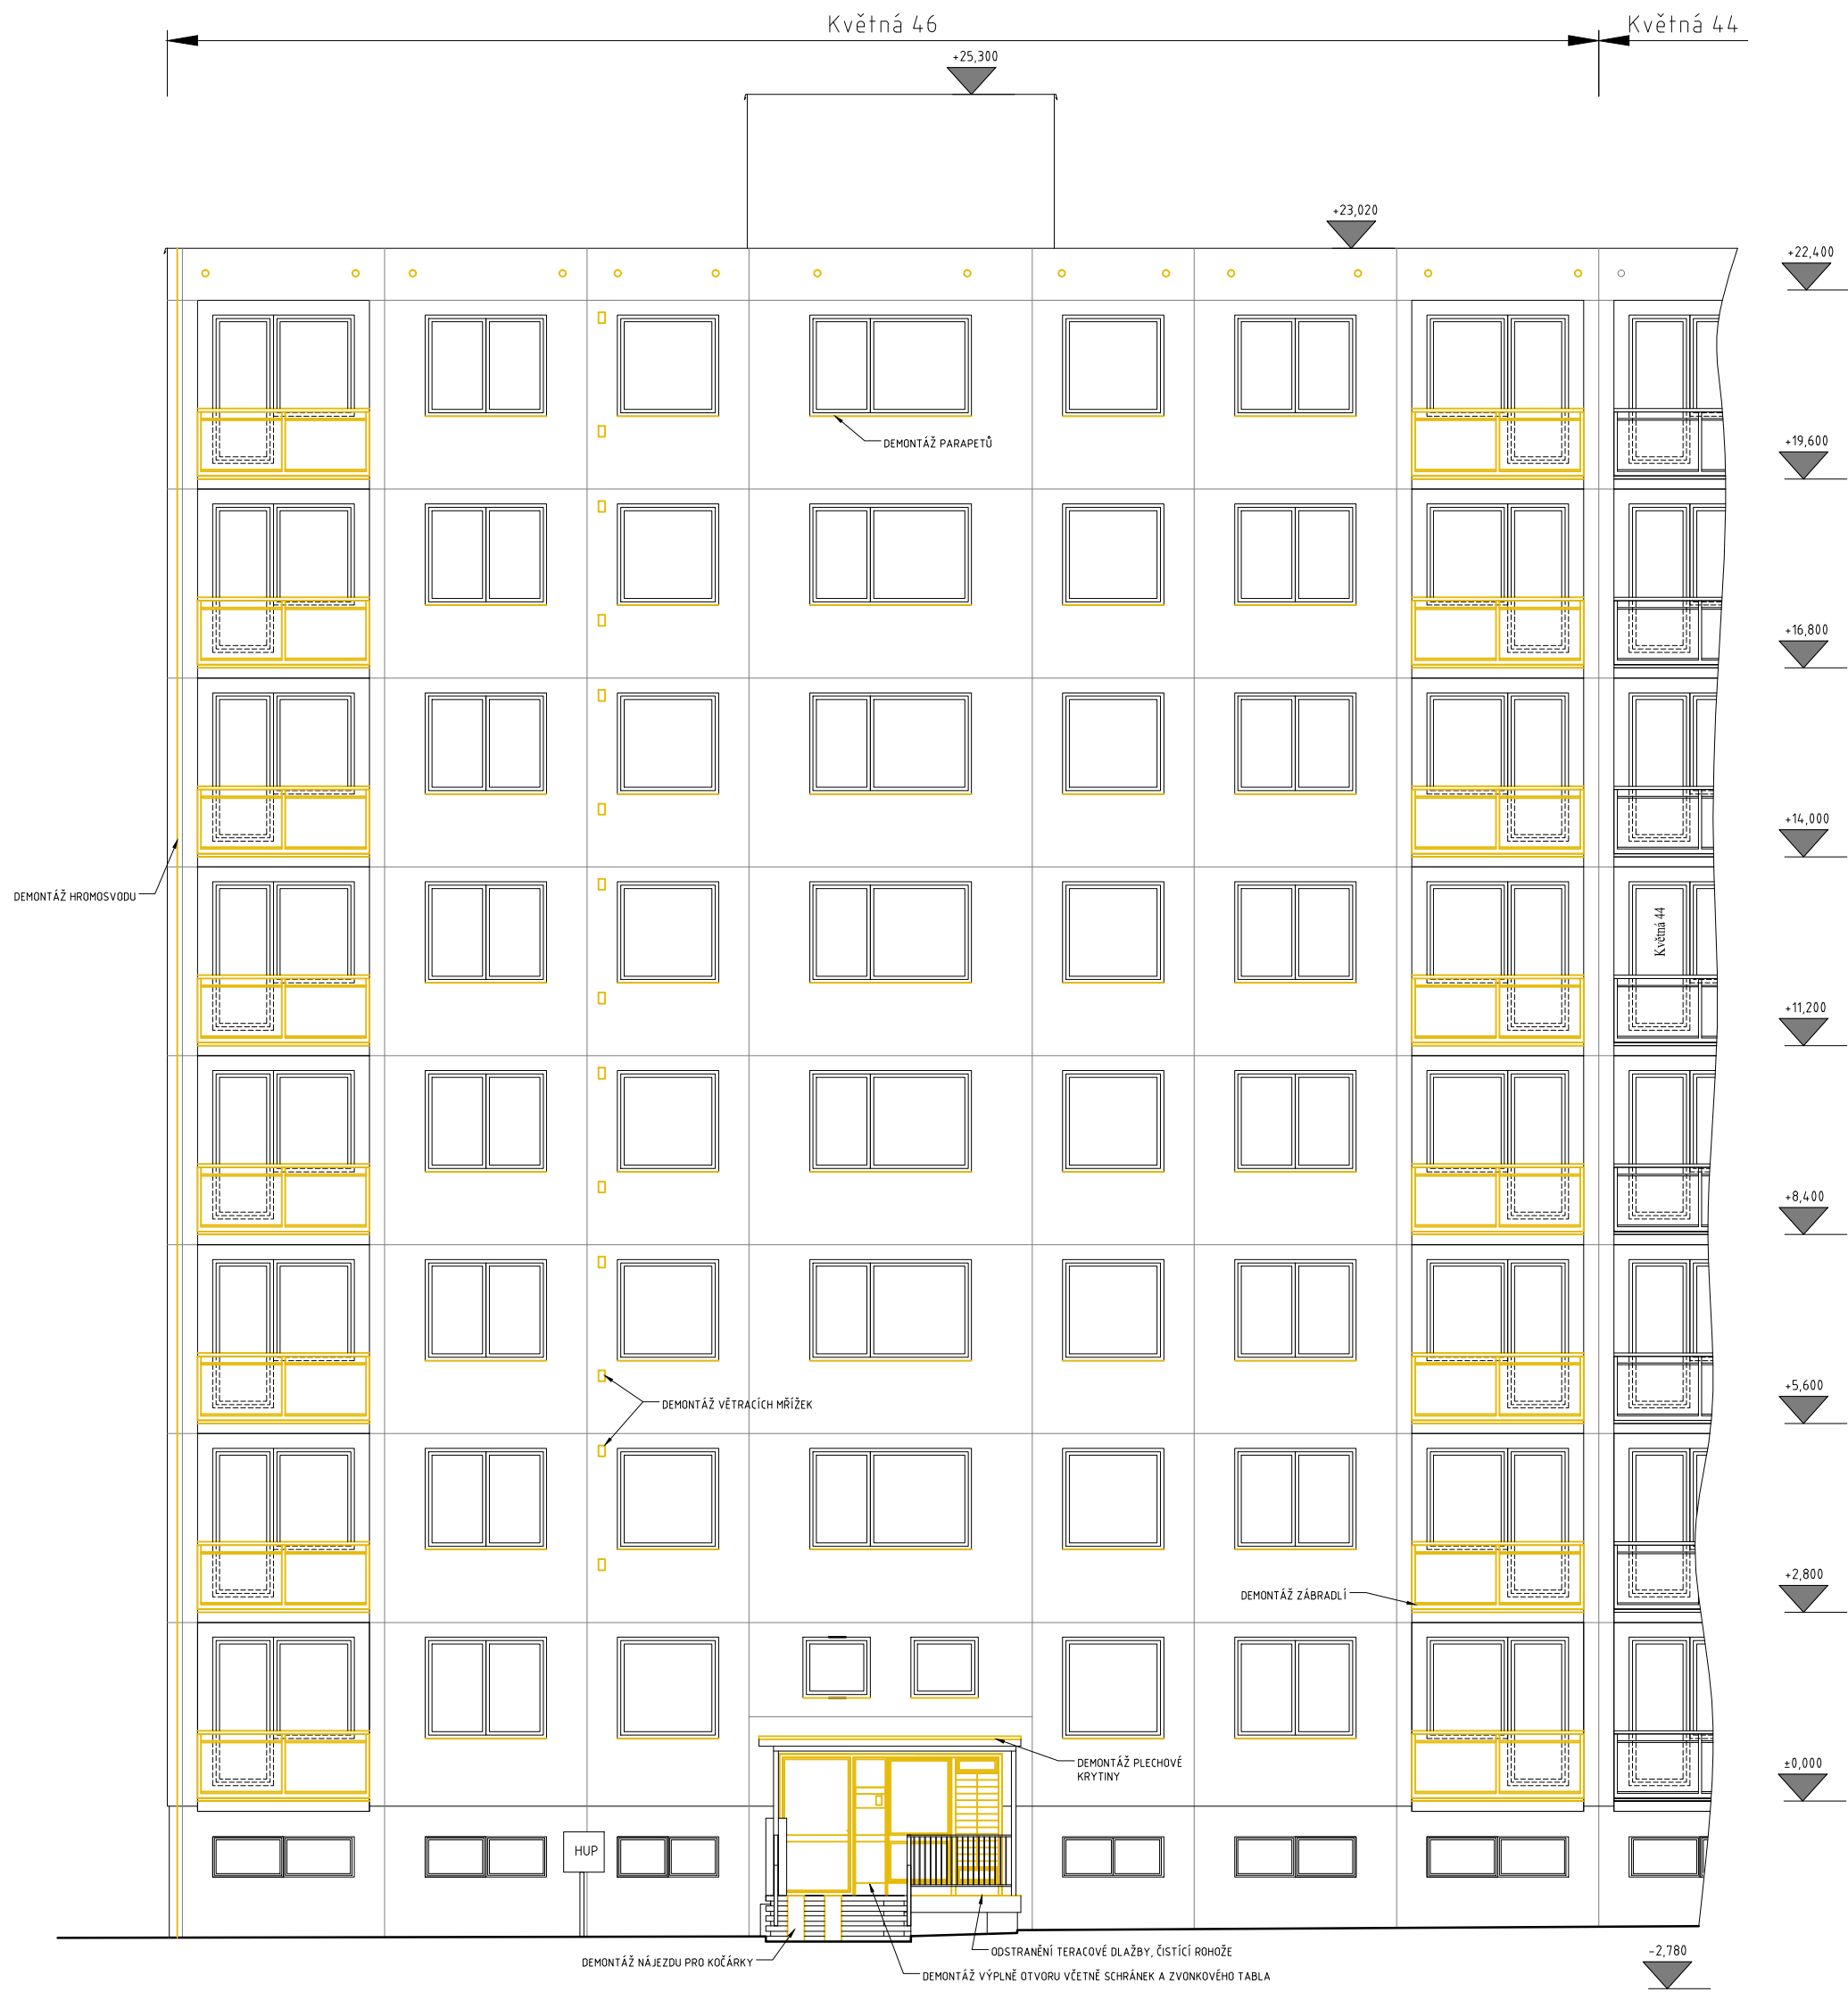 Květná 46
Květná 44
+25,300
+23,020
+22,400
DEMONTÁŽ PARAPETŮ
+19,600
+16,800
+14,000
DEMONTÁŽ HROMOSVODU
Květná 44
+11,200
+8,400
+5,600
DEMONTÁŽ VĚTRACÍCH MŘÍŽEK
+2,800
DEMONTÁŽ ZÁBRADLÍ
DEMONTÁŽ PLECHOVÉ
KRYTINY
±0,000
HUP
ODSTRANĚNÍ TERACOVÉ DLAŽBY, ČISTÍCÍ ROHOŽE
-2,780
DEMONTÁŽ NÁJEZDU PRO KOČÁRKY
DEMONTÁŽ VÝPLNĚ OTVORU VČETNĚ SCHRÁNEK A ZVONKOVÉHO TABLA